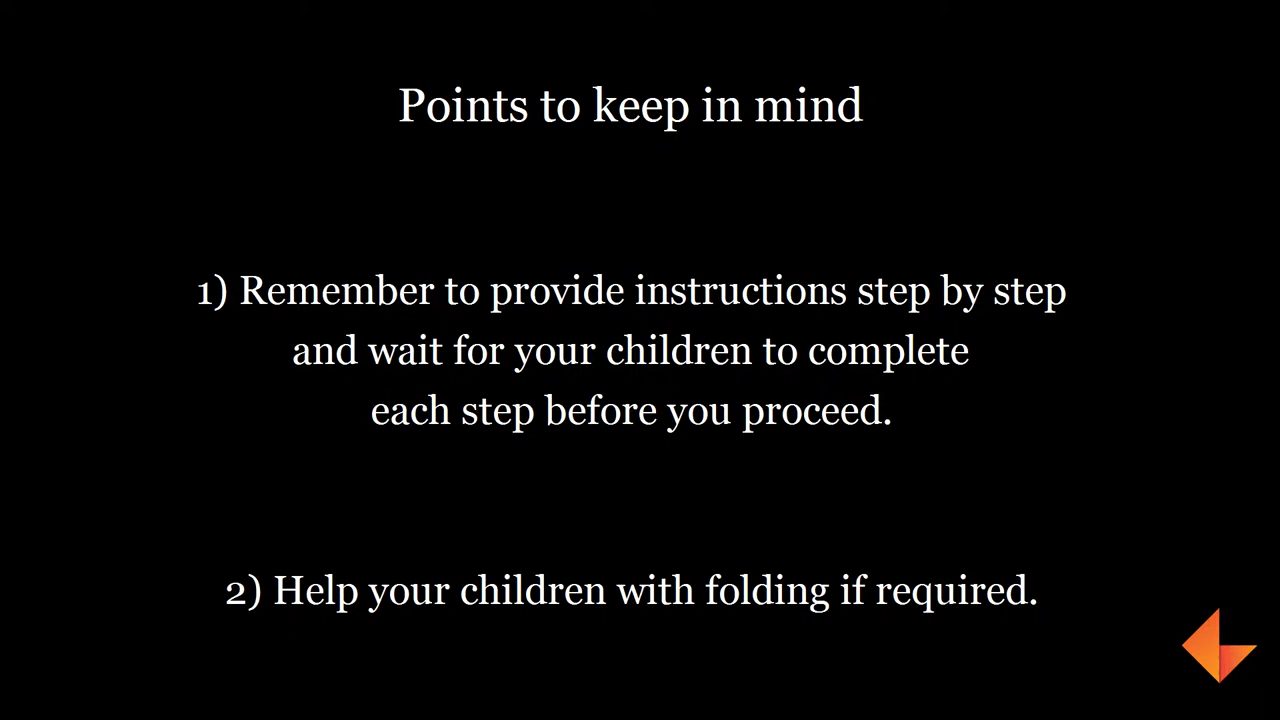 Points to keep in mind
1) Remember to provide instructions step by step
and wait for your children to complete
each step before you proceed.
2) Help your children with folding if required.